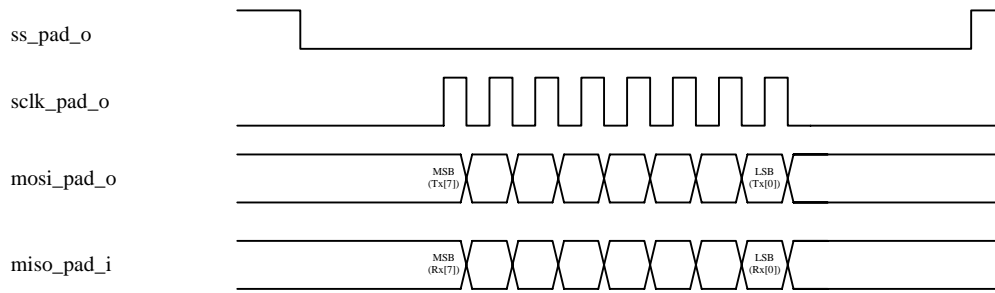 ss_pad_o
sclk_pad_o
mosi_pad_o
MSB
(Tx[7])
LSB
(Tx[0])
miso_pad_i
MSB
(Rx[7])
LSB
(Rx[0])